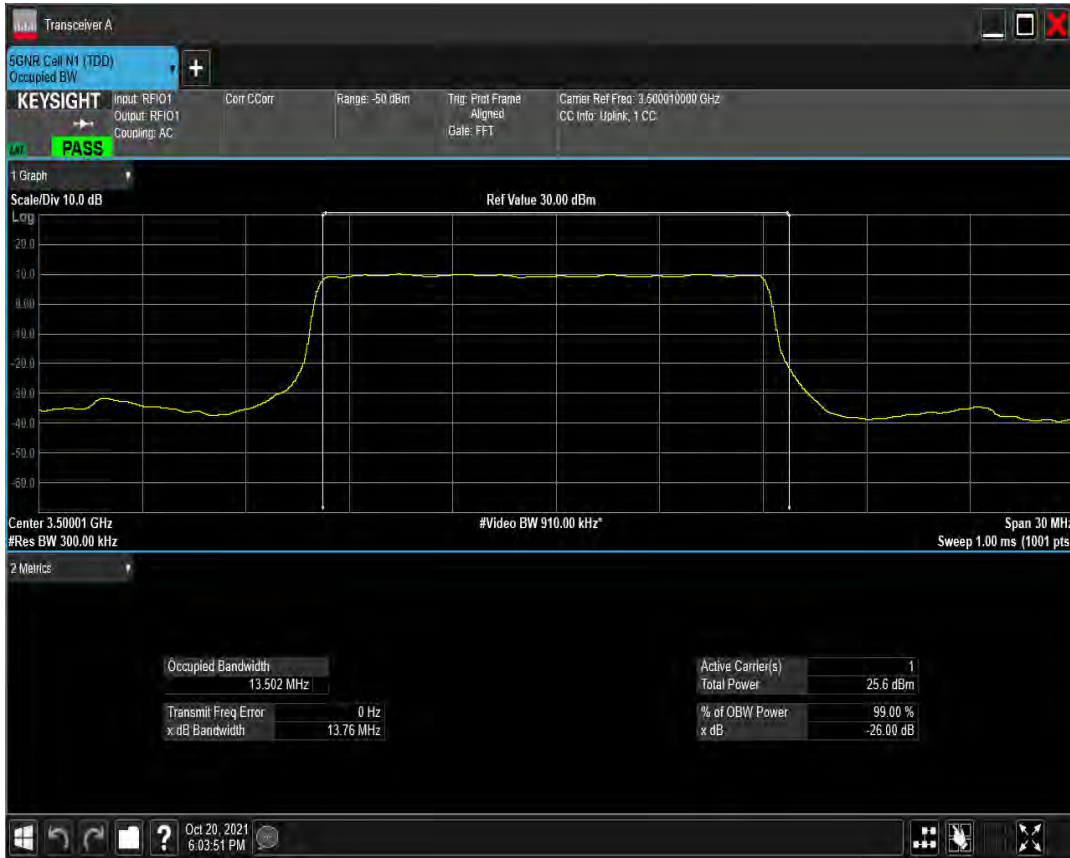 Transceiver A
5GNR Cell N1 (TDD)
Occupied BW
KEYSIGHT
Input: RFIO1
Output: RFIO1
Coupling: AC
Corr CCorr
Range: -50 dBm
Trig: Prot Frame
Aligned
Gate: FFT
Carrier Ref Freq: 3.500010000 GHz
CC Info: Uplink, 1 CC
PASS
1 Graph
Scale/Div 10.0 dB
Ref Value 30.00 dBm
Log
20.0
10.0
0.00
-10.0
-20.0
-30.0
-40.0
-50.0
-60.0
Center 3.50001 GHz
#Video BW 910.00 kHz*
Span 30 MHz
#Res BW 300.00 kHz
Sweep 1.00 ms (1001 pts
2 Metrics
Occupied Bandwidth
13.502 MHz
Transmit Freq Error 0 Hz
x dB Bandwidth 13.76 MHz
Active Carrier(s) 1
Total Power 25.6 dBm
% of OBW Power 99.00 %
x dB -26.00 dB
?
Oct 20, 2021
6:03:51 PM